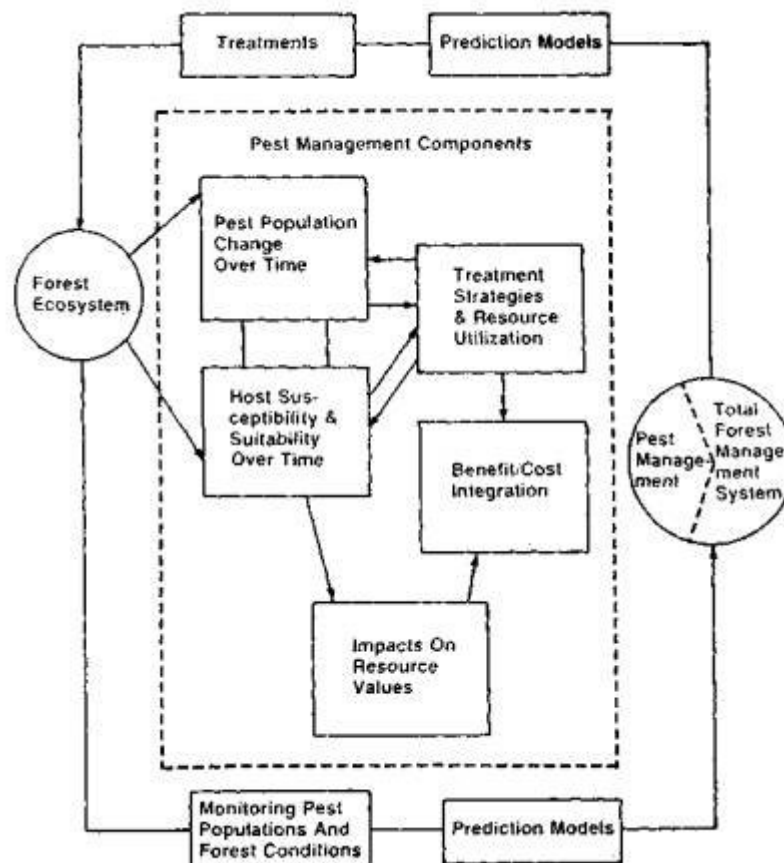 Treatments
Prediction Models
Pest Management Components
Pest Population
Change
Over Time
Treatment
Strategies
& Resource
Utilization
Forest
Ecosystem
Host Sus-
ceptibility &
Suitability
Over Time
Benefit/Cost
Integration
Pest
Manage-
ment
Total
Forest
Manage-
ment
System
Impacts On
Resource
Values
Monitoring Pest
Populations And
Forest Conditions
Prediction Models